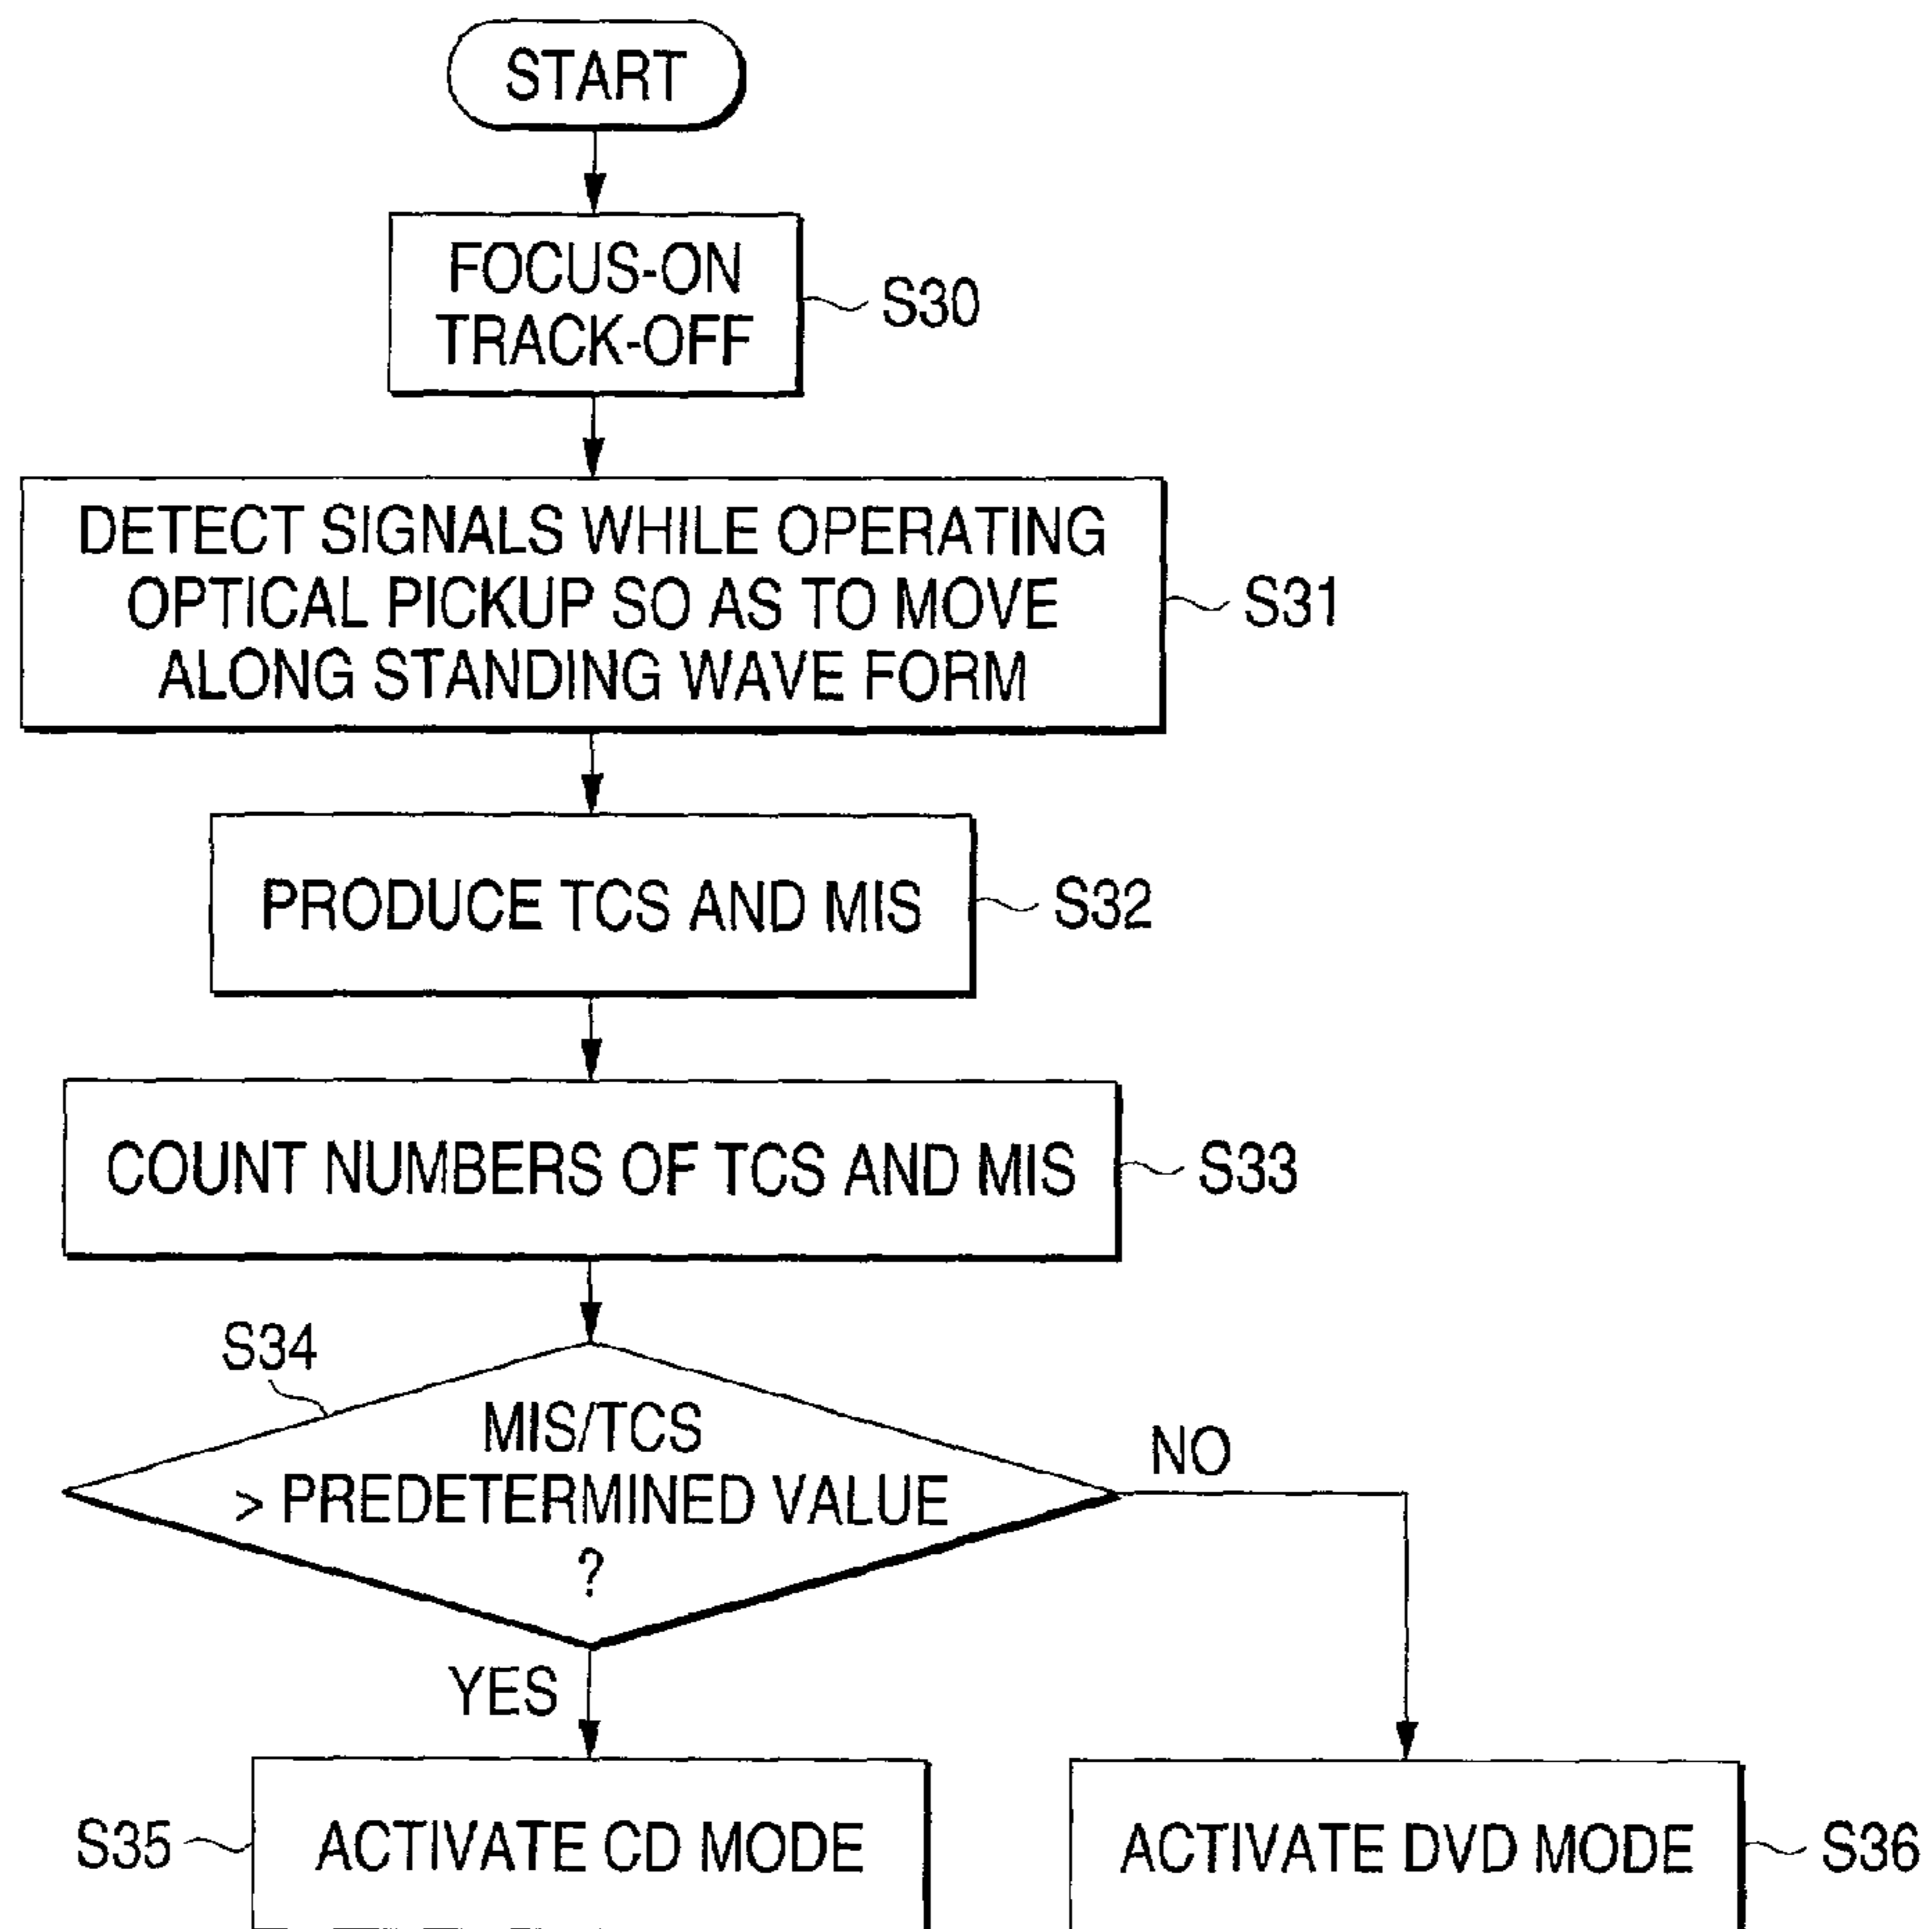 START
FOCUS-ON
TRACK-OFF
S30
DETECT SIGNALS WHILE OPERATING
OPTICAL PICKUP SO AS TO MOVE
ALONG STANDING WAVE FORM
S31
PRODUCE TCS AND MIS
S32
COUNT NUMBERS OF TCS AND MIS
S33
S34
MIS/TCS
> PREDETERMINED VALUE
?
NO
YES
S35
ACTIVATE CD MODE
ACTIVATE DVD MODE
S36